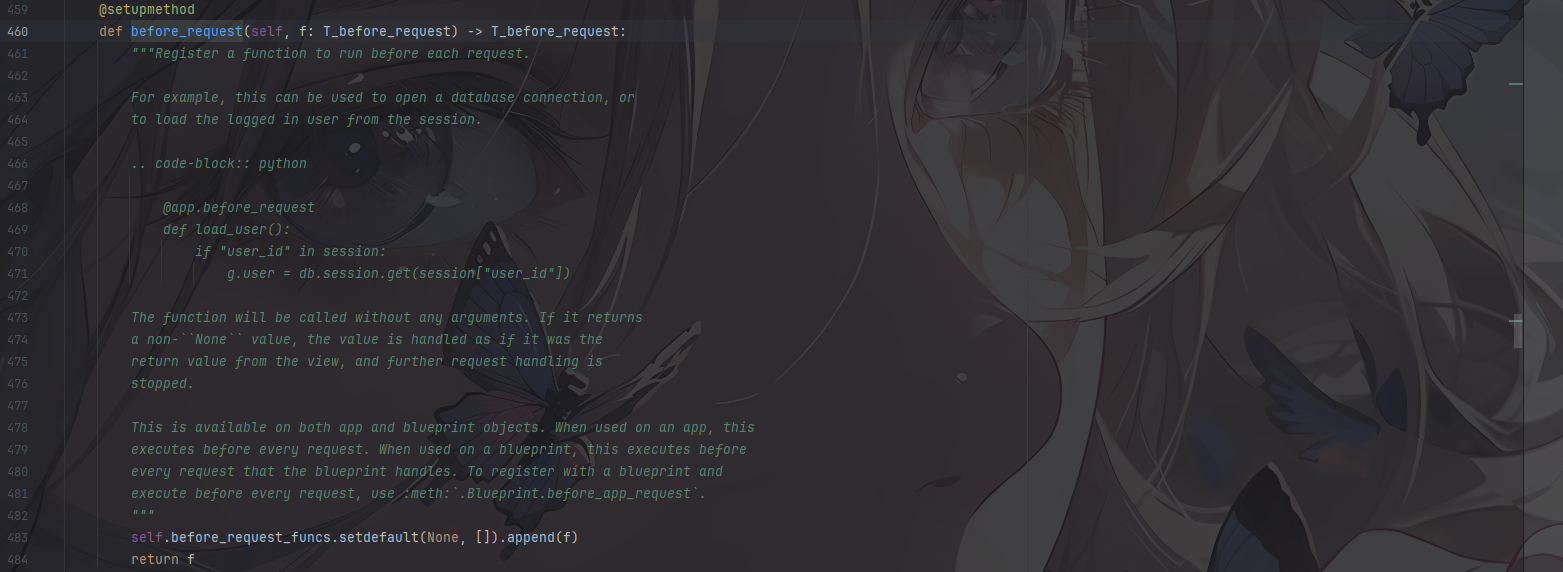 459 @setupmethod
460 def before_request(self, f: T_before_request) -> T_before_request:
461 """Register a function to run before each request.
462
463 For example, this can be used to open a database connection, or
464 to load the logged in user from the session.
465
466 .. code-block:: python
467
468 @app.before_request
469 def load_user():
470 if "user_id" in session:
471 g.user = db.session.get(session["user_id"])
472
473 The function will be called without any arguments. If it returns
474 a non-``None`` value, the value is handled as if it was the
475 return value from the view, and further request handling is
476 stopped.
477
478 This is available on both app and blueprint objects. When used on an app, this
479 executes before every request. When used on a blueprint, this executes before
480 every request that the blueprint handles. To register with a blueprint and
481 execute before every request, use :meth:`.Blueprint.before_app_request`.
482 """
483 self.before_request_funcs.setdefault(None, []).append(f)
484 return f